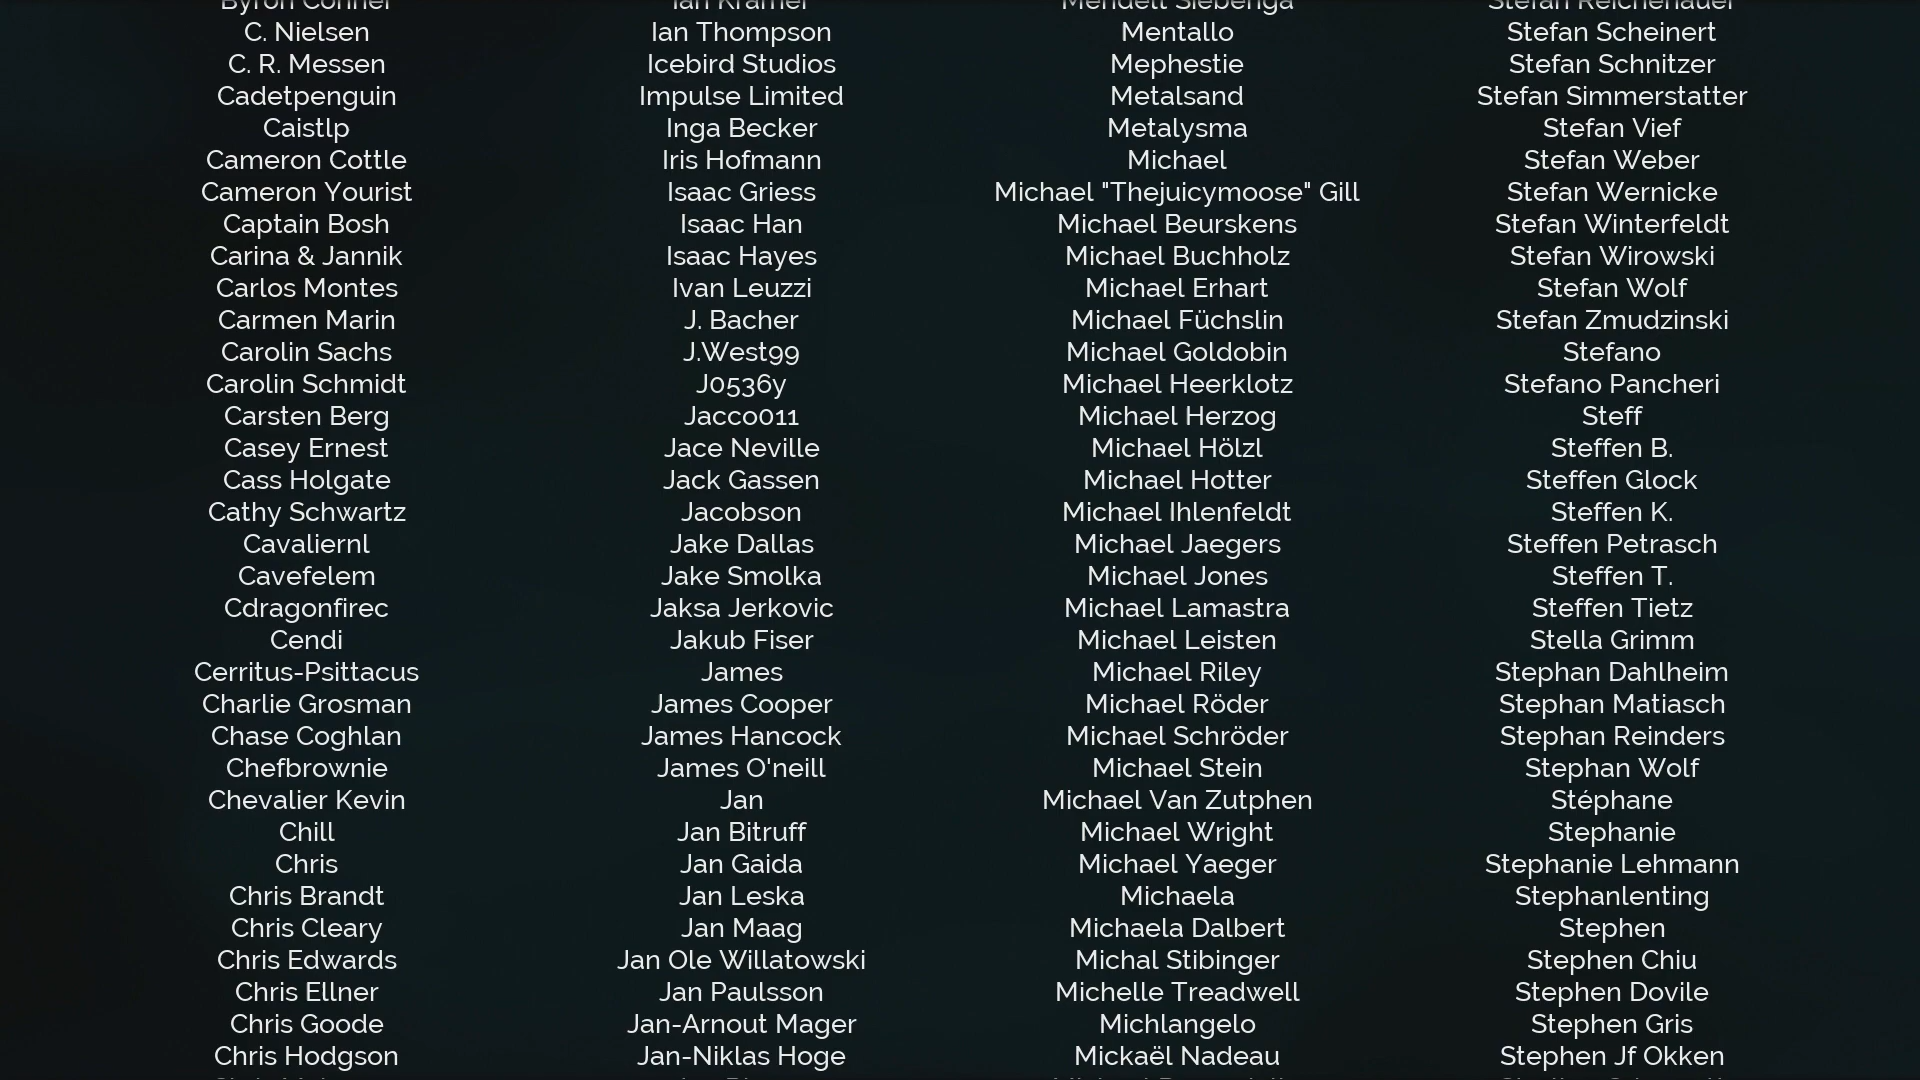 Byron Conner
C. Nielsen
C. R. Messen
Cadetpenguin
Caistlp
Cameron Cottle
Cameron Yourist
Captain Bosh
Carina & Jannik
Carlos Montes
Carmen Marin
Carolin Sachs
Carolin Schmidt
Carsten Berg
Casey Ernest
Cass Holgate
Cathy Schwartz
Cavaliernl
Cavefelem
Cdragonfirec
Cendi
Cerritus-Psittacus
Charlie Grosman
Chase Coghlan
Chefbrownie
Chevalier Kevin
Chill
Chris
Chris Brandt
Chris Cleary
Chris Edwards
Chris Ellner
Chris Goode
Chris Hodgson
Ian Kramer
Ian Thompson
Icebird Studios
Impulse Limited
Inga Becker
Iris Hofmann
Isaac Griess
Isaac Han
Isaac Hayes
Ivan Leuzzi
J. Bacher
J.West99
J0536y
Jacco011
Jace Neville
Jack Gassen
Jacobson
Jake Dallas
Jake Smolka
Jaksa Jerkovic
Jakub Fiser
James
James Cooper
James Hancock
James O'neill
Jan
Jan Bitruff
Jan Gaida
Jan Leska
Jan Maag
Jan Ole Willatowski
Jan Paulsson
Jan-Arnout Mager
Jan-Niklas Hoge
Mendelt Siebenga
Mentallo
Mephestie
Metalsand
Metalysma
Michael
Michael "Thejuicymoose" Gill
Michael Beurskens
Michael Buchholz
Michael Erhart
Michael Füchslin
Michael Goldobin
Michael Heerklotz
Michael Herzog
Michael Hölzl
Michael Hotter
Michael Ihlenfeldt
Michael Jaegers
Michael Jones
Michael Lamastra
Michael Leisten
Michael Riley
Michael Röder
Michael Schröder
Michael Stein
Michael Van Zutphen
Michael Wright
Michael Yaeger
Michaela
Michaela Dalbert
Michal Stibinger
Michelle Treadwell
Michlangelo
Mickaël Nadeau
Stefan Reichenauer
Stefan Scheinert
Stefan Schnitzer
Stefan Simmerstatter
Stefan Vief
Stefan Weber
Stefan Wernicke
Stefan Winterfeldt
Stefan Wirowski
Stefan Wolf
Stefan Zmudzinski
Stefano
Stefano Pancheri
Steff
Steffen B.
Steffen Glock
Steffen K.
Steffen Petrasch
Steffen T.
Steffen Tietz
Stella Grimm
Stephan Dahlheim
Stephan Matiasch
Stephan Reinders
Stephan Wolf
Stéphane
Stephanie
Stephanie Lehmann
Stephanlenting
Stephen
Stephen Chiu
Stephen Dovile
Stephen Gris
Stephen Jf Okken